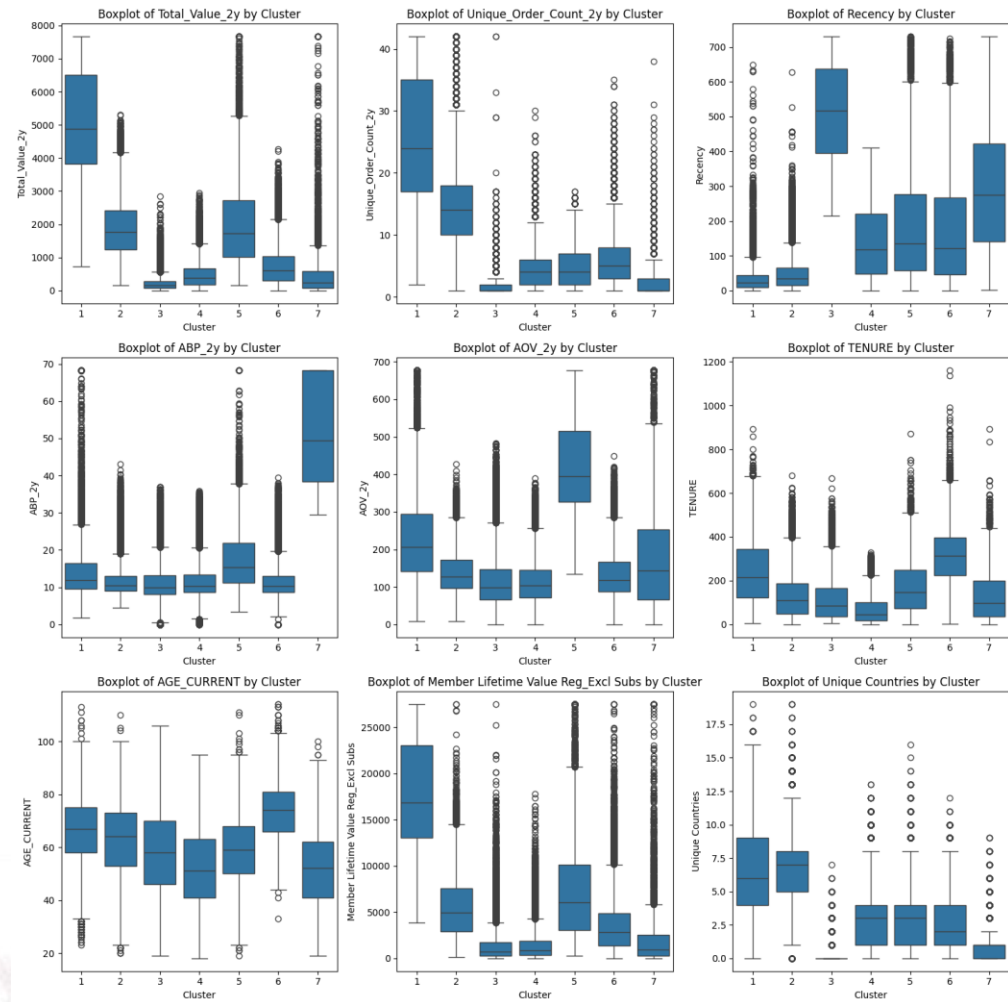 Boxplot of Total_Value_2y by Cluster
Total_Value_2y
8000
7000
6000
5000
4000
3000
2000
1000
0
1 2 3 4 5 6 7
Cluster
Boxplot of Unique_Order_Count_2y by Cluster
Unique_Order_Count_2y
40
30
20
10
0
1 2 3 4 5 6 7
Cluster
Boxplot of Recency by Cluster
Recency
700
600
500
400
300
200
100
0
1 2 3 4 5 6 7
Cluster
Boxplot of ABP_2y by Cluster
ABP_2y
70
60
50
40
30
20
10
0
1 2 3 4 5 6 7
Cluster
Boxplot of AOV_2y by Cluster
AOV_2y
700
600
500
400
300
200
100
0
1 2 3 4 5 6 7
Cluster
Boxplot of TENURE by Cluster
TENURE
1200
1000
800
600
400
200
0
1 2 3 4 5 6 7
Cluster
Boxplot of AGE_CURRENT by Cluster
AGE_CURRENT
100
80
60
40
20
1 2 3 4 5 6 7
Cluster
Boxplot of Member Lifetime Value Reg_Excl Subs by Cluster
Member Lifetime Value Reg_Excl Subs
25000
20000
15000
10000
5000
0
1 2 3 4 5 6 7
Cluster
Boxplot of Unique Countries by Cluster
Unique Countries
17.5
15.0
12.5
10.0
7.5
5.0
2.5
0.0
1 2 3 4 5 6 7
Cluster